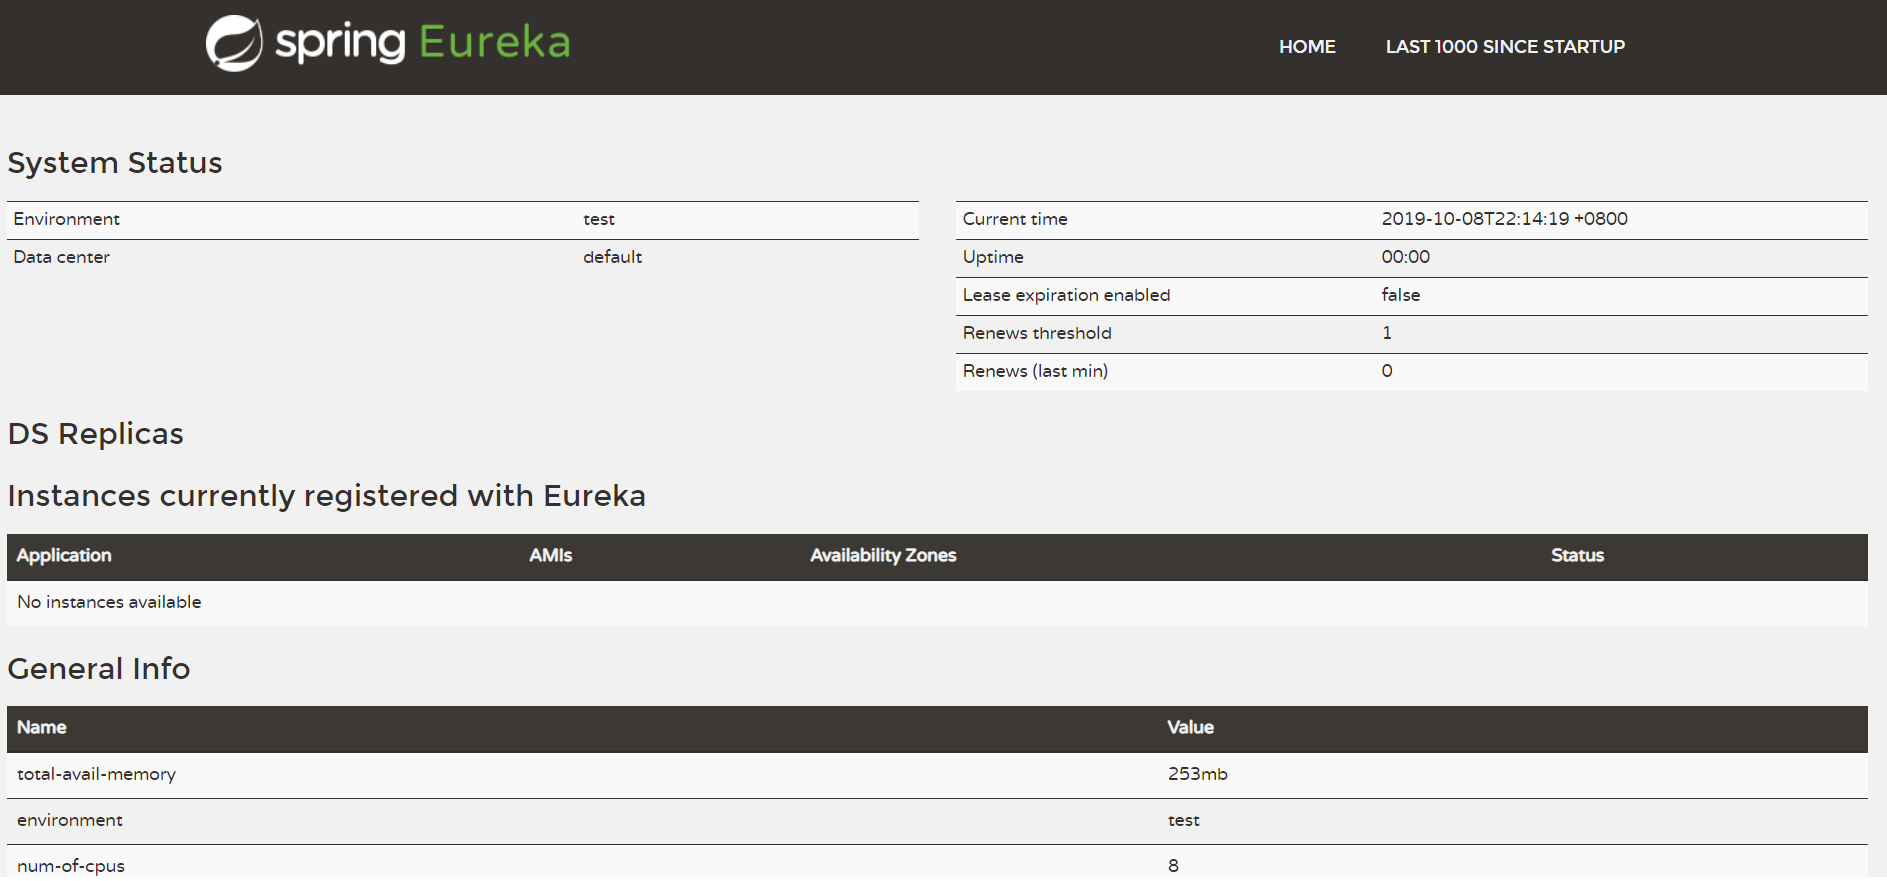 spring Eureka
HOME LAST 1000 SINCE STARTUP
System Status
Environment test
Data center default
Current time 2019-10-08T22:14:19 +0800
Uptime 00:00
Lease expiration enabled false
Renews threshold 1
Renews (last min) 0
DS Replicas
Instances currently registered with Eureka
Application AMIs Availability Zones Status
No instances available
General Info
Name Value
total-avail-memory 253mb
environment test
num-of-cpus 8